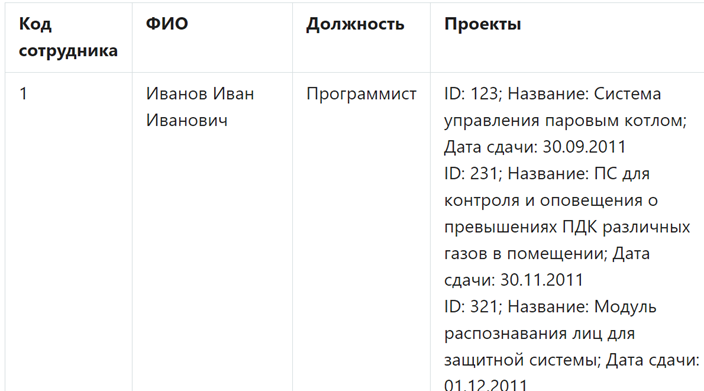 Код сотрудника
ФИО
Должность
Проекты
1
Иванов Иван
Иванович
Программист
ID: 123; Название: Система
управления паровым котлом;
Дата сдачи: 30.09.2011
ID: 231; Название: ПС для
контроля и оповещения о
превышениях ПДК различных
газов в помещении; Дата
сдачи: 30.11.2011
ID: 321; Название: Модуль
распознавания лиц для
защитной системы; Дата сдачи:
01.12.2011